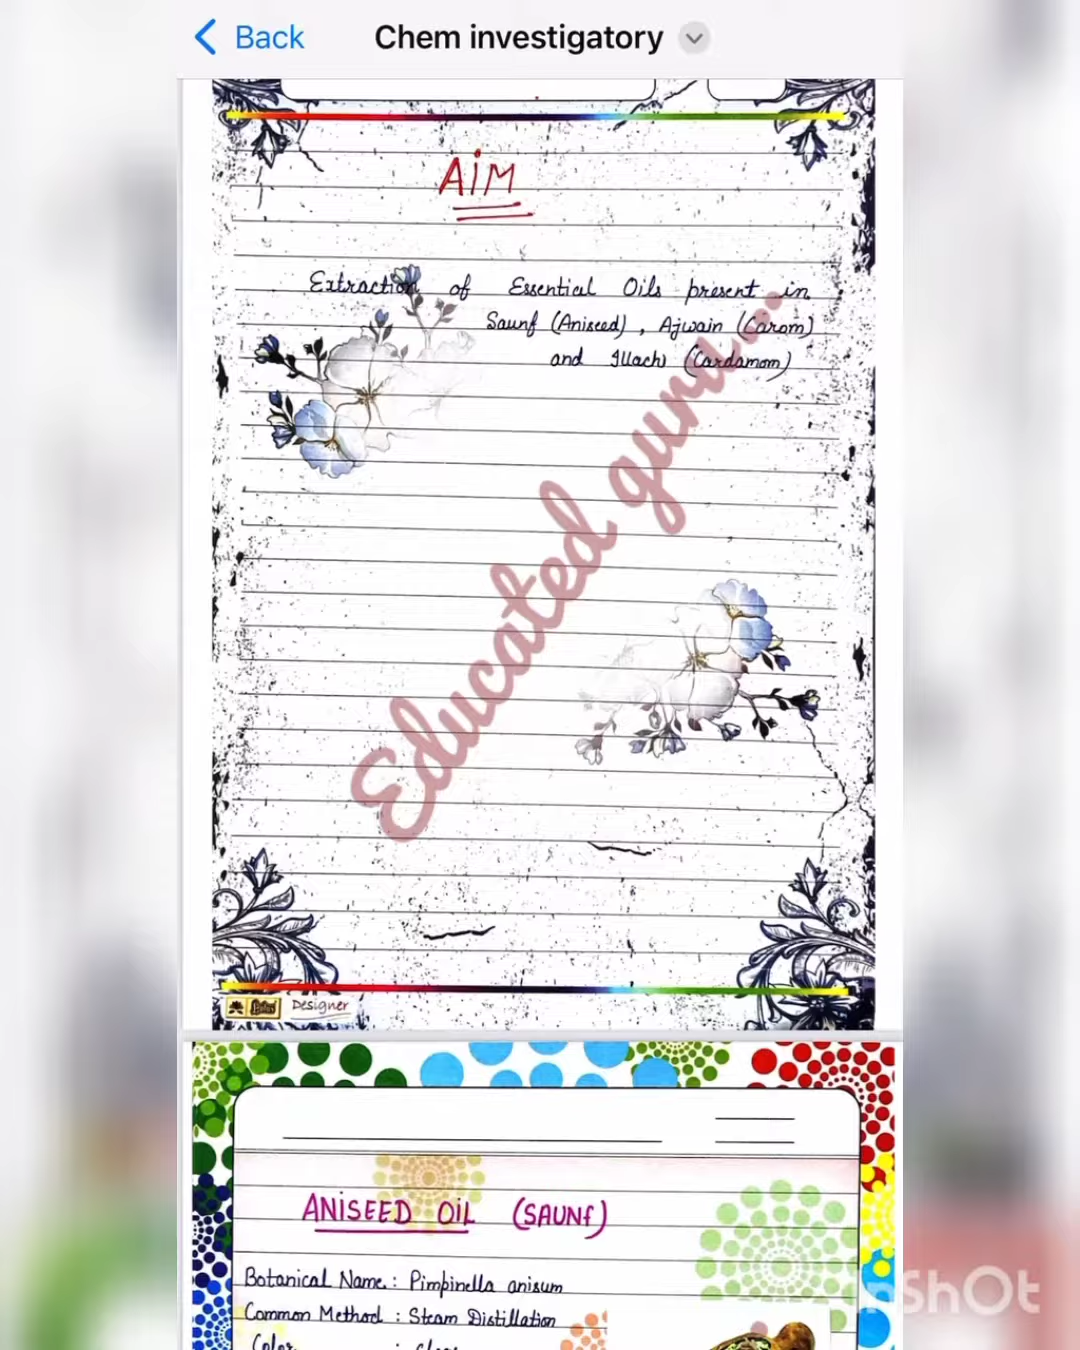 Back
Chem investigatory
AiM
Extraction of Essential Oils present in
Saunf (Aniseed), Ajwain (Carom)
and Illachi (Cardamom)
Educated guru...
Designer
ANiSEED OiL (SAUNf)
Botanical Name : Pimpinella anisum
Common Method : Steam Distillation
Color :
InShOt